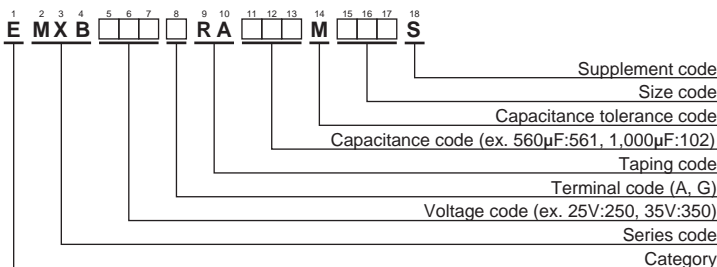 1 2 3 4 5 6 7 8 9 10 11 12 13 14 15 16 17 18
E M X B □□□ □ R A □□□ M □□□ S
Supplement code
Size code
Capacitance tolerance code
Capacitance code (ex. 560μF:561, 1,000μF:102)
Taping code
Terminal code (A, G)
Voltage code (ex. 25V:250, 35V:350)
Series code
Category